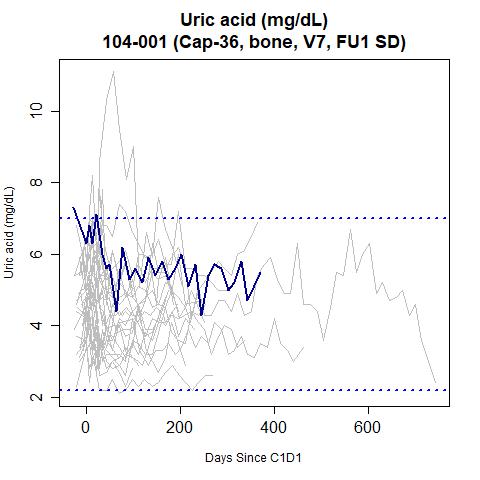 Uric acid (mg/dL)
104-001 (Cap-36, bone, V7, FU1 SD)
Uric acid (mg/dL)
10
8
6
4
2
0
200
400
600
Days Since C1D1